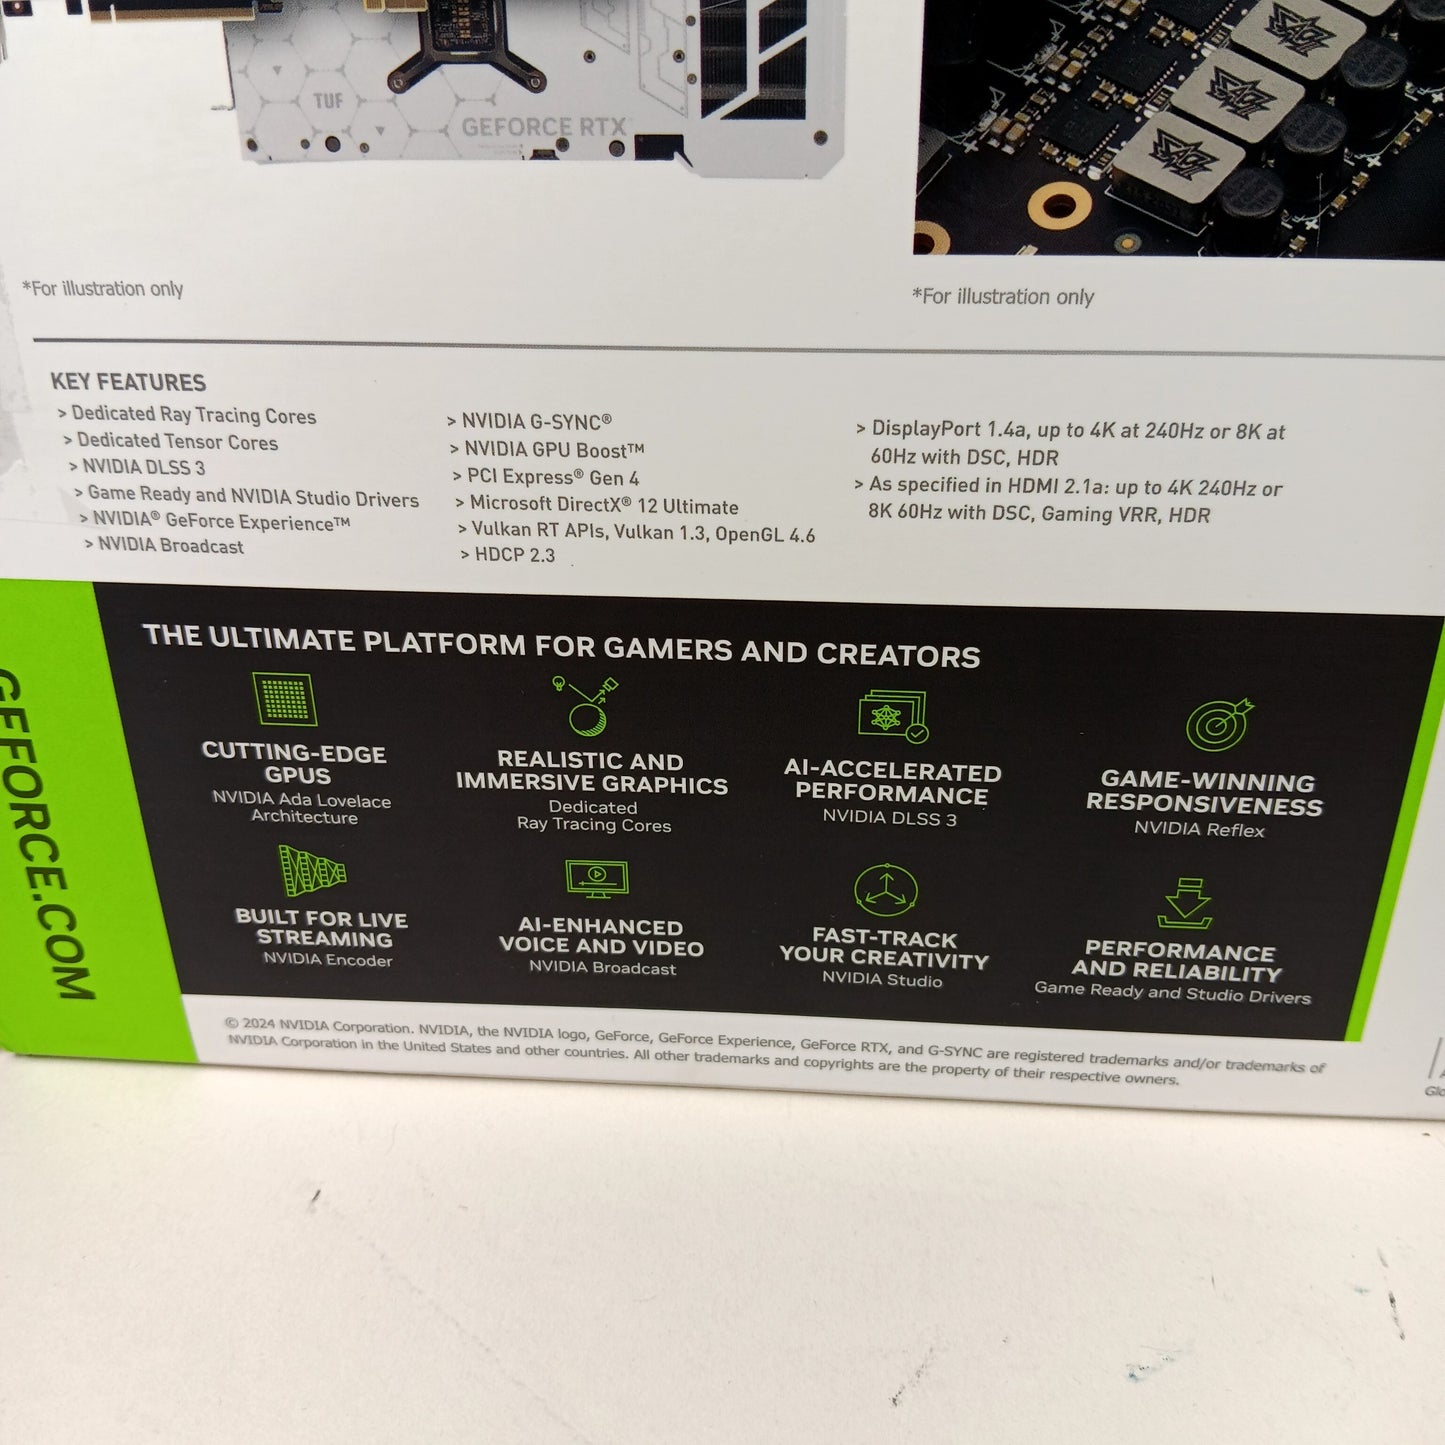 TUF
GEFORCE RTX
*For illustration only
*For illustration only
KEY FEATURES
> Dedicated Ray Tracing Cores
> Dedicated Tensor Cores
> NVIDIA DLSS 3
> Game Ready and NVIDIA Studio Drivers
> NVIDIA® GeForce Experience™
> NVIDIA Broadcast
> NVIDIA G-SYNC®
> NVIDIA GPU Boost™
> PCI Express® Gen 4
> Microsoft DirectX® 12 Ultimate
> Vulkan RT APIs, Vulkan 1.3, OpenGL 4.6
> HDCP 2.3
> DisplayPort 1.4a, up to 4K at 240Hz or 8K at
60Hz with DSC, HDR
> As specified in HDMI 2.1a: up to 4K 240Hz or
8K 60Hz with DSC, Gaming VRR, HDR
GEFORCE.COM
THE ULTIMATE PLATFORM FOR GAMERS AND CREATORS
CUTTING-EDGE
GPUS
NVIDIA Ada Lovelace
Architecture
REALISTIC AND
IMMERSIVE GRAPHICS
Dedicated
Ray Tracing Cores
AI-ACCELERATED
PERFORMANCE
NVIDIA DLSS 3
GAME-WINNING
RESPONSIVENESS
NVIDIA Reflex
BUILT FOR LIVE
STREAMING
NVIDIA Encoder
AI-ENHANCED
VOICE AND VIDEO
NVIDIA Broadcast
FAST-TRACK
YOUR CREATIVITY
NVIDIA Studio
PERFORMANCE
AND RELIABILITY
Game Ready and Studio Drivers
© 2024 NVIDIA Corporation. NVIDIA, the NVIDIA logo, GeForce, GeForce Experience, GeForce RTX, and G-SYNC are registered trademarks and/or trademarks of
NVIDIA Corporation in the United States and other countries. All other trademarks and copyrights are the property of their respective owners.